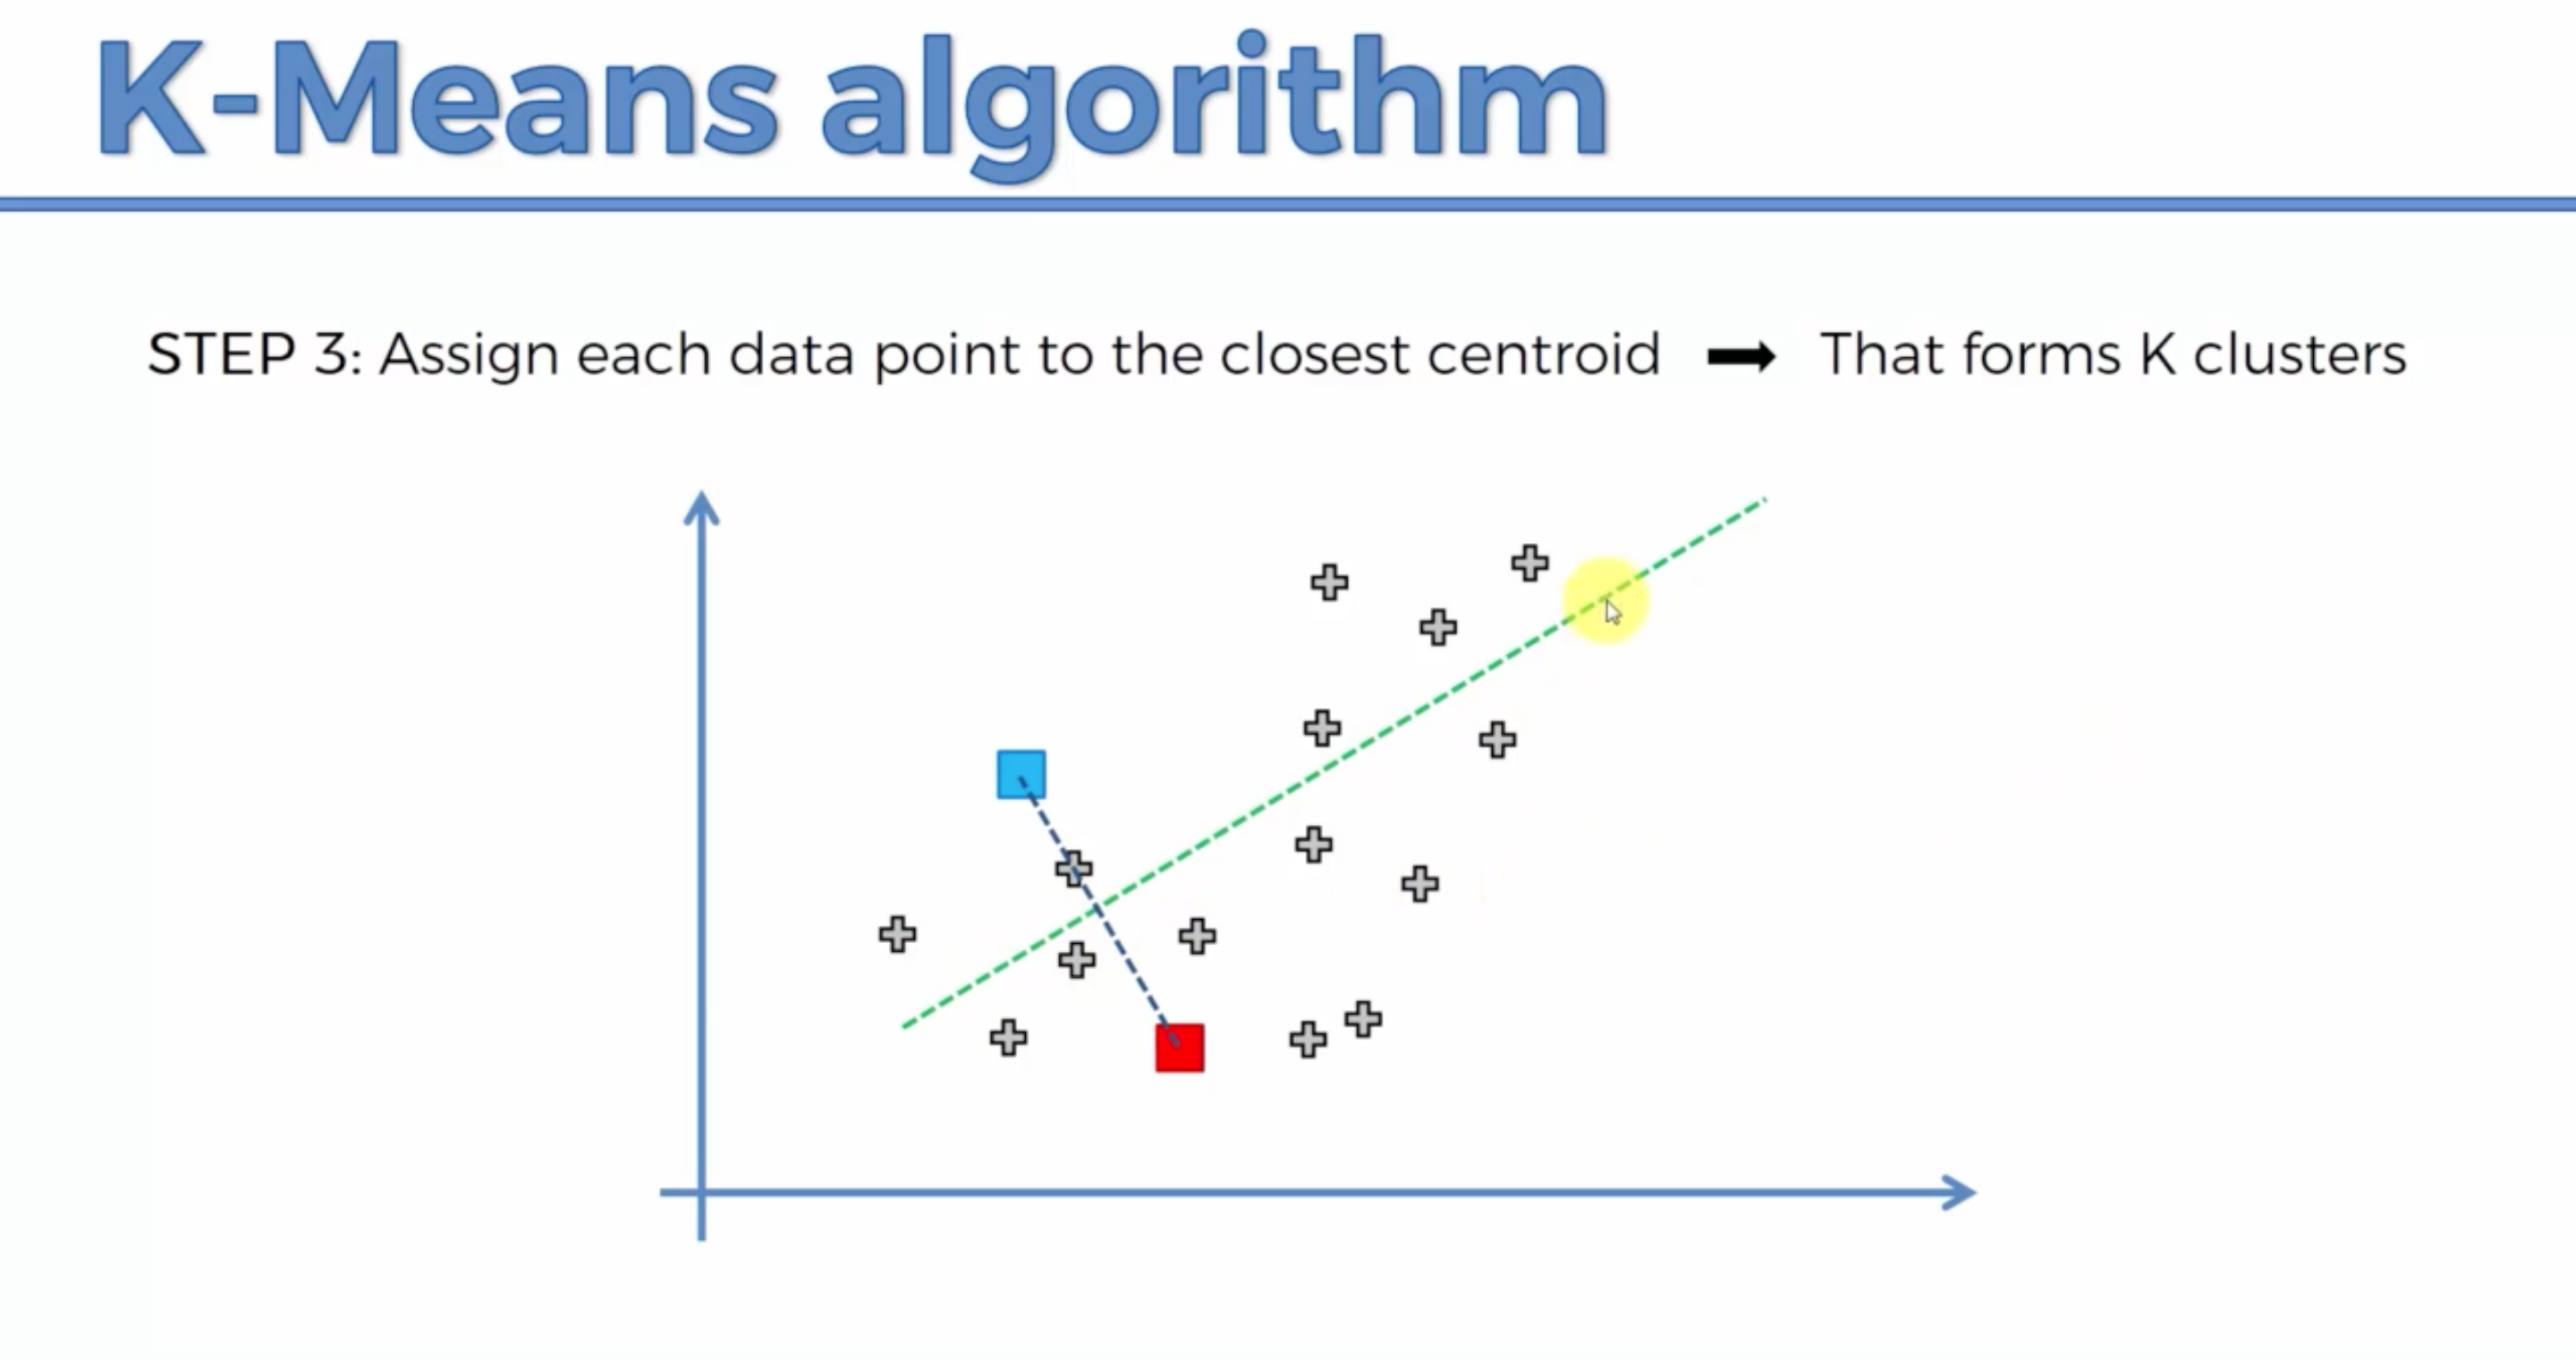 K-Means algorithm
STEP 3: Assign each data point to the closest centroid ➡ That forms K clusters